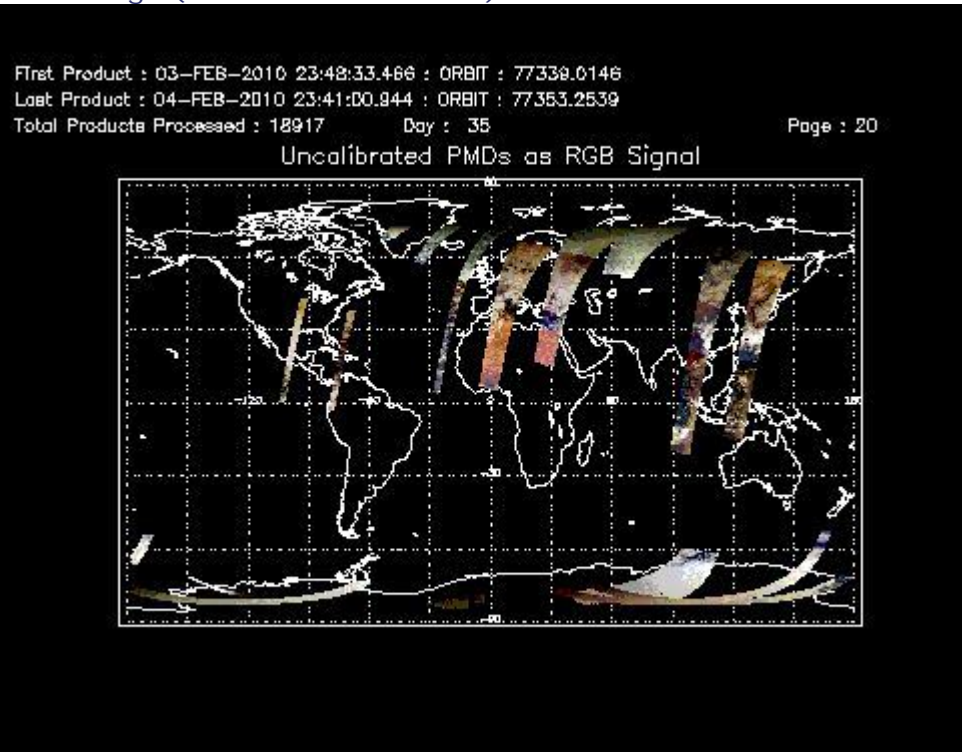 First Product : 03-FEB-2010 23:48:33.466 : ORBIT : 77339.0146
Last Product : 04-FEB-2010 23:41:00.944 : ORBIT : 77353.2539
Total Products Processed : 18917 Day : 35 Page : 20
Uncalibrated PMDs as RGB Signal